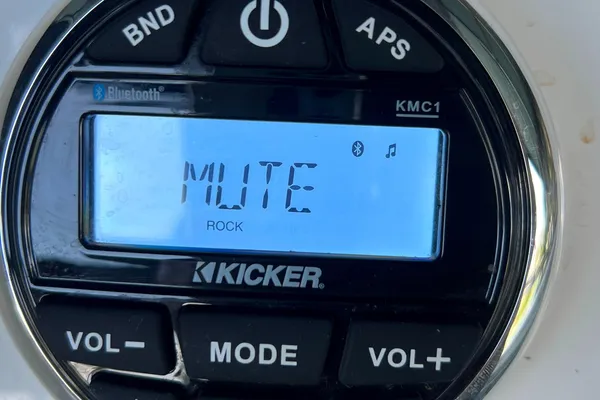 BND
APS
Bluetooth®
KMC1
MUTE
ROCK
KICKER®
VOL-
MODE
VOL+